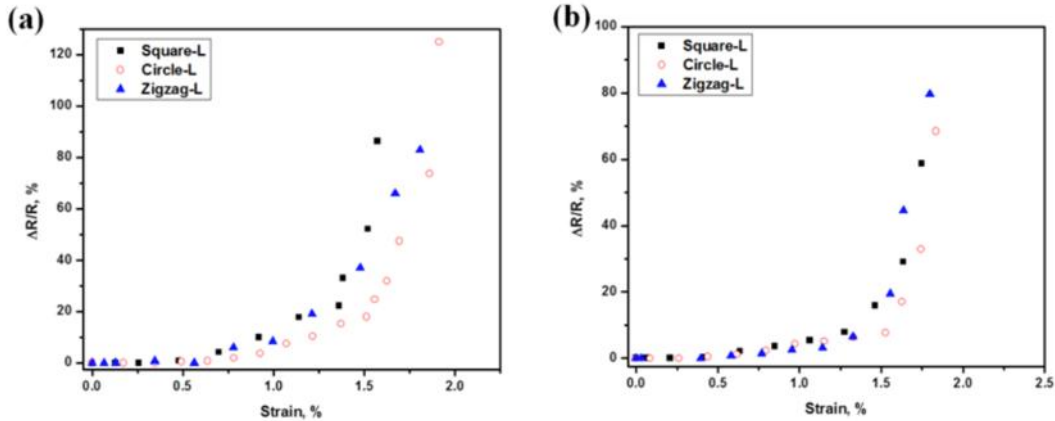 (a)
Square-L
Circle-L
Zigzag-L
120
100
80
60
40
20
0
ΔR/R, %
0.0 0.5 1.0 1.5 2.0
Strain, %
(b)
Square-L
Circle-L
Zigzag-L
100
80
60
40
20
0
ΔR/R, %
0.0 0.5 1.0 1.5 2.0 2.5
Strain, %